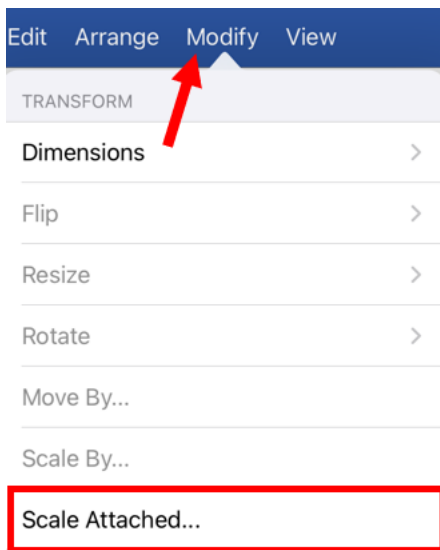 Edit Arrange Modify View
TRANSFORM
Dimensions
Flip
Resize
Rotate
Move By...
Scale By...
Scale Attached...